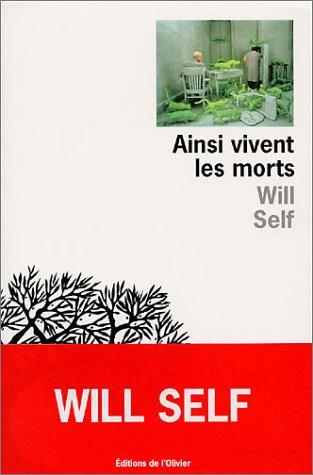 Ainsi vivent
les morts
Will
Self
WILL SELF
Éditions de l'Olivier